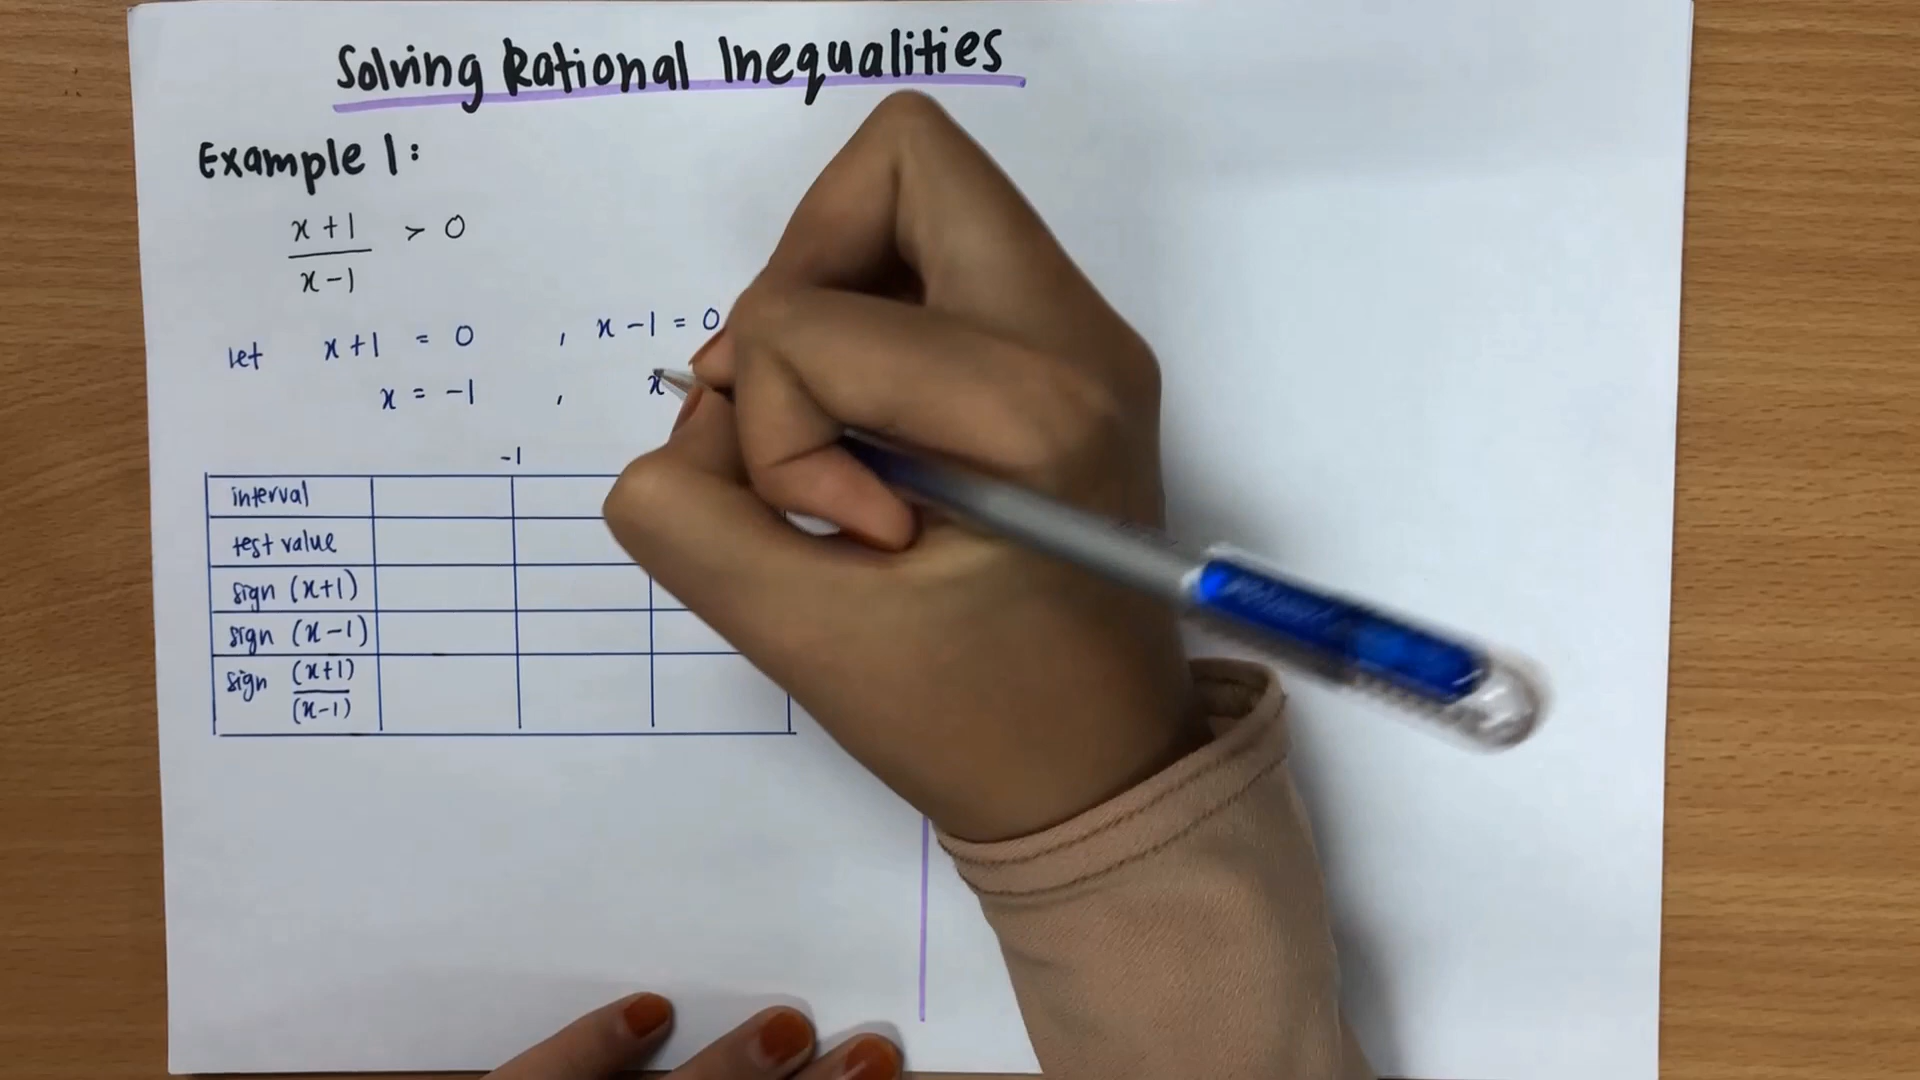 Solving Rational Inequalities
Example 1:
x+1
x-1
> 0
let x+1 = 0 , x-1 = 0
x = -1 , x
-1
interval
test value
sign (x+1)
sign (x-1)
sign (x+1)
(x-1)